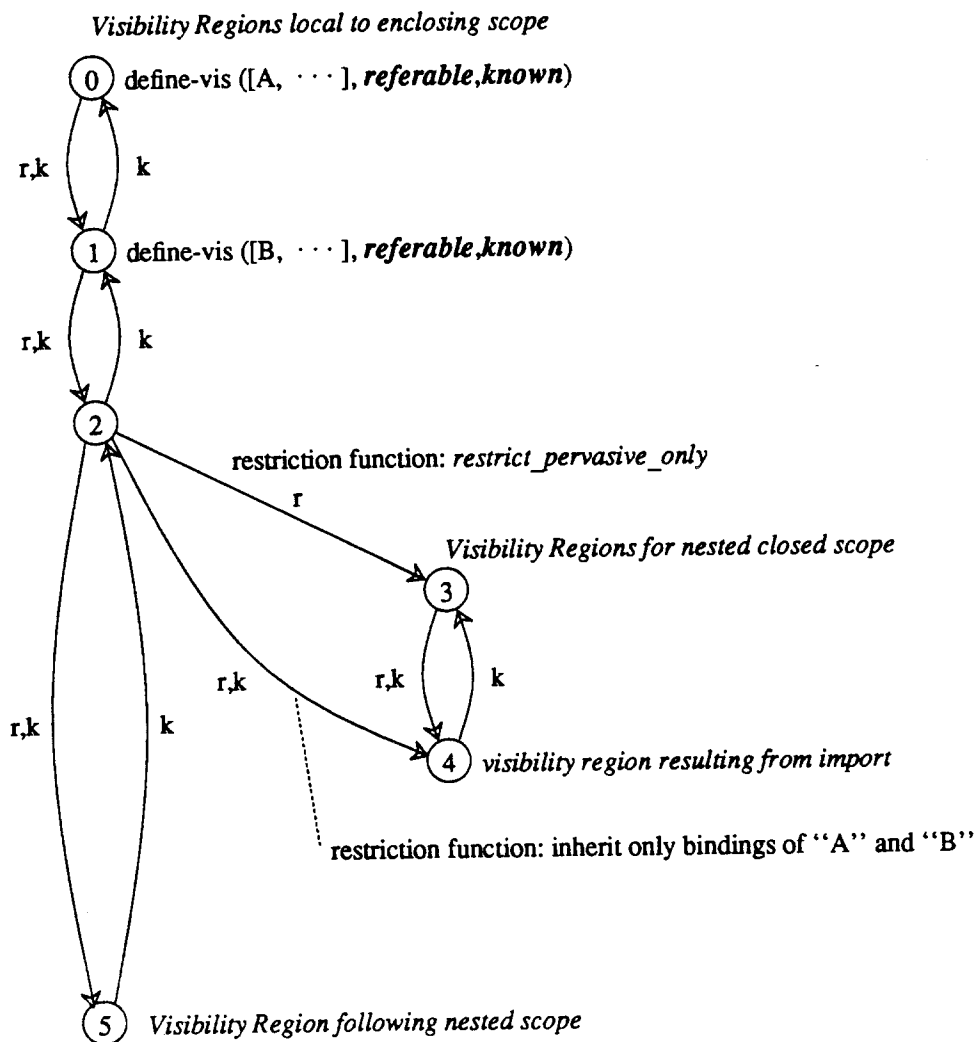 Visibility Regions local to enclosing scope
0 define-vis ([A, · · · ], referable,known)
r,k k
1 define-vis ([B, · · · ], referable,known)
r,k k
2
restriction function: restrict_pervasive_only
r
Visibility Regions for nested closed scope
3
r,k r,k k
r,k k
4 visibility region resulting from import
restriction function: inherit only bindings of ‘‘A’’ and ‘‘B’’
5 Visibility Region following nested scope